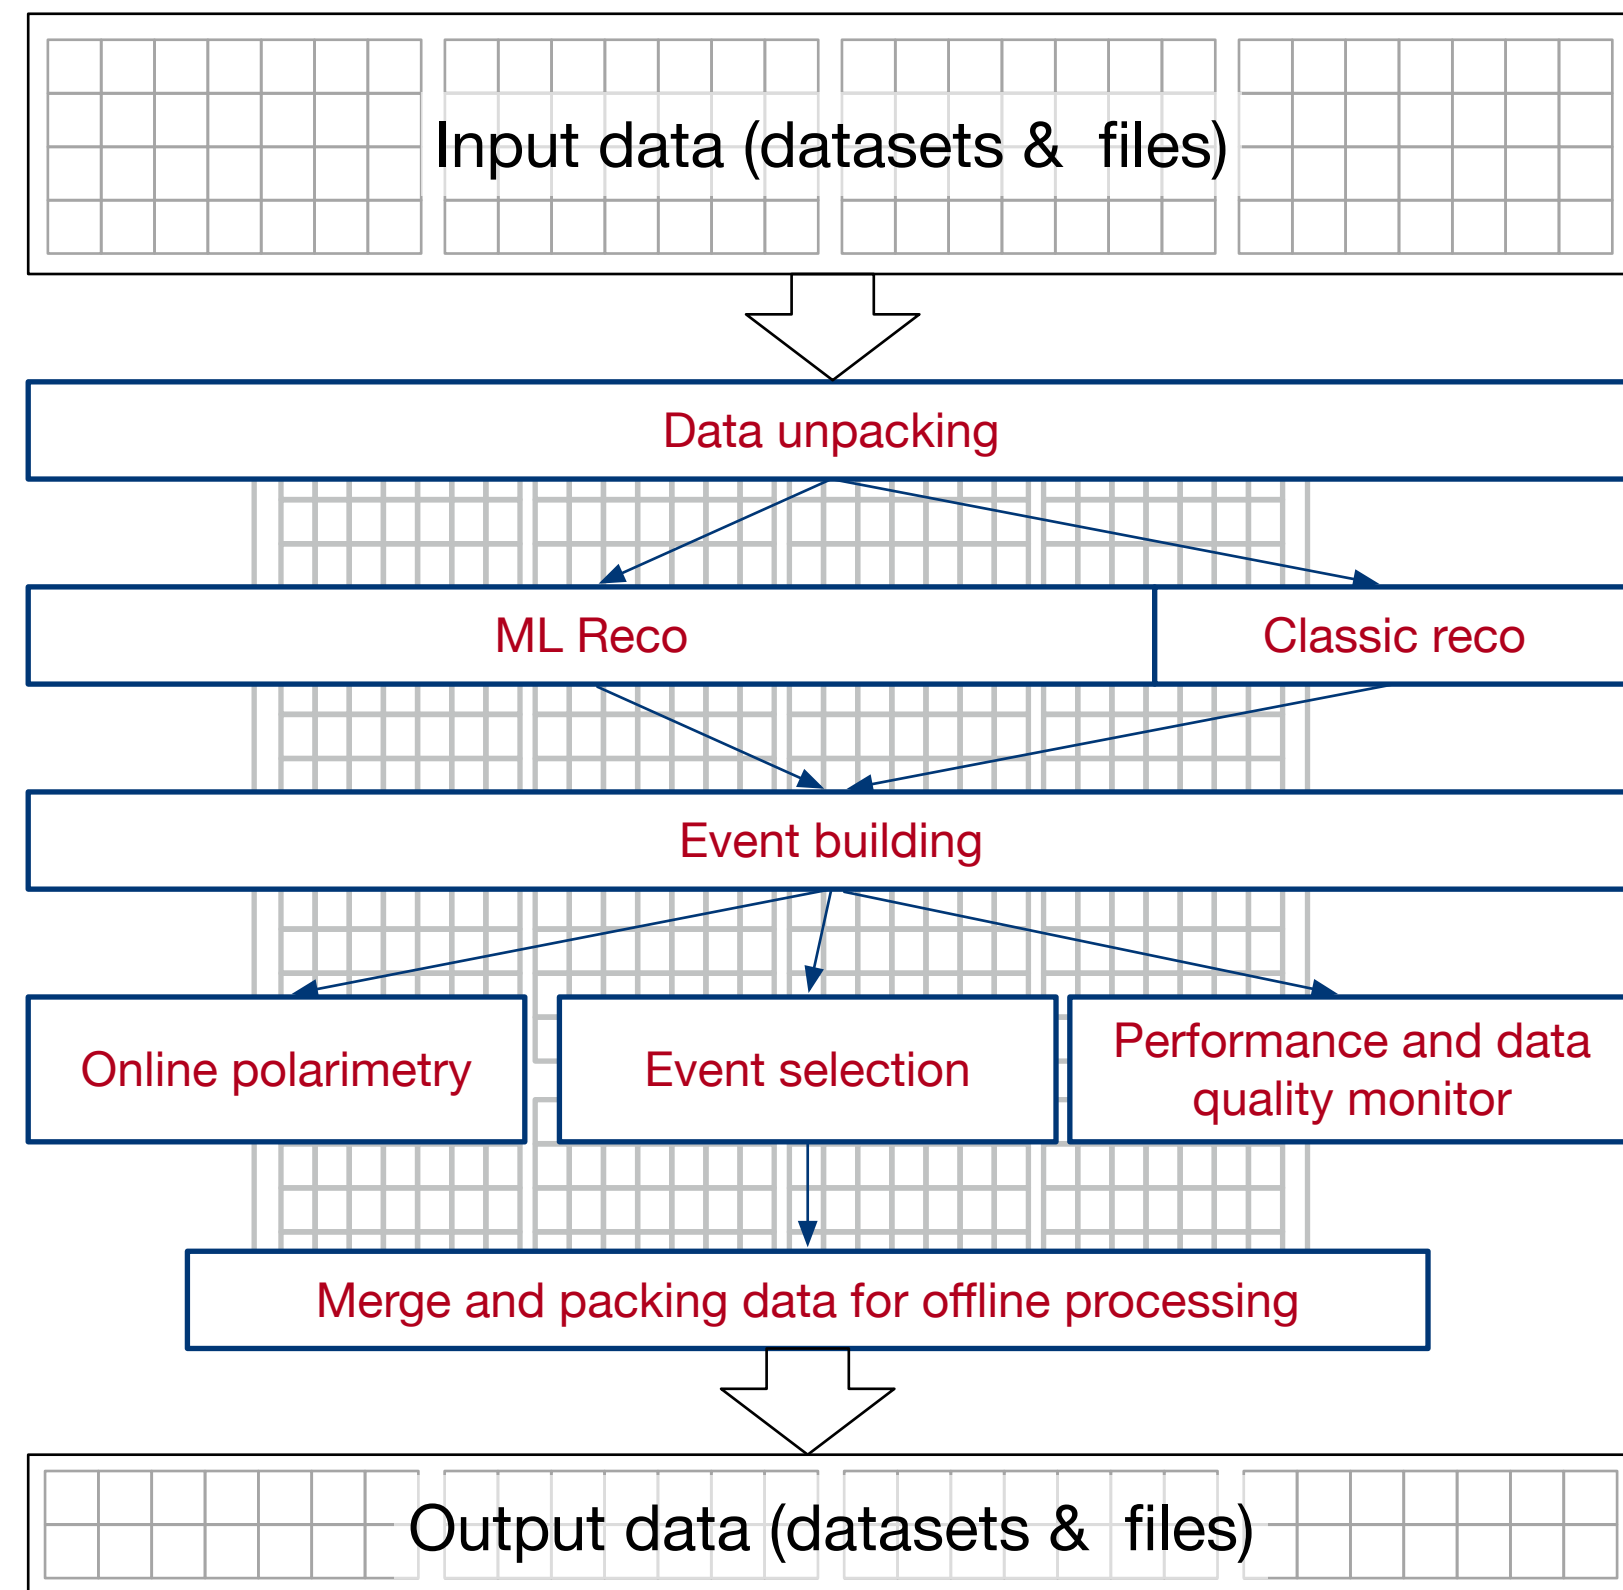 Input data (datasets &  files)
Data unpacking
ML Reco
Classic reco
Event building
Online polarimetry
Event selection
Performance and data
quality monitor
Merge and packing data for offline processing
Output data (datasets &  files)